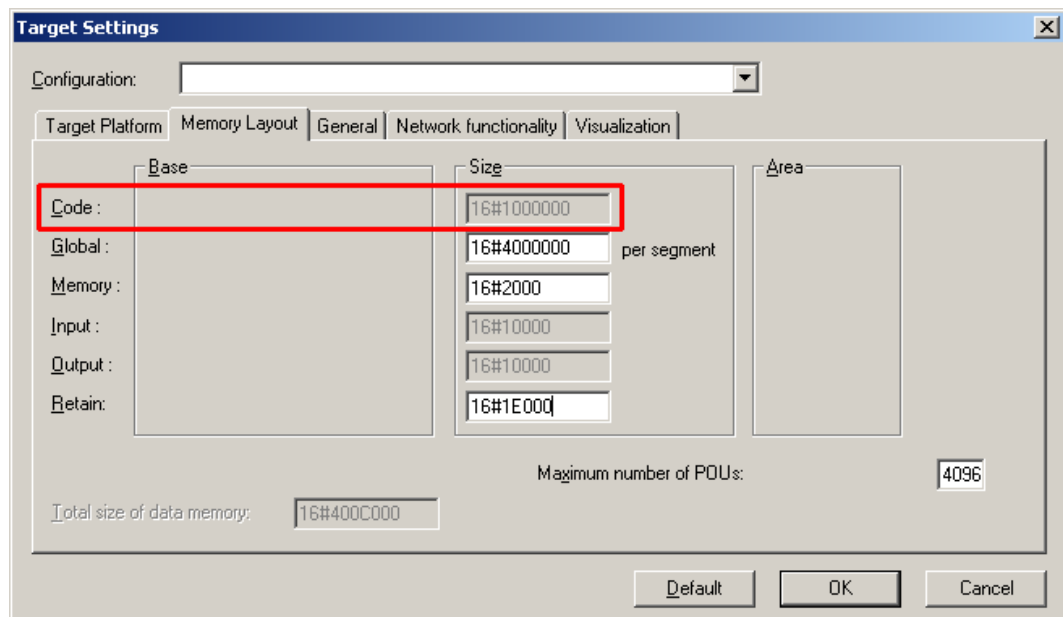 Target Settings
Configuration:
Target Platform Memory Layout General Network functionality Visualization
Base Size Area
Code : 16#1000000
Global : 16#4000000 per segment
Memory : 16#2000
Input : 16#10000
Output : 16#10000
Retain: 16#1E000
Maximum number of POUs: 4096
Total size of data memory: 16#400C000
Default OK Cancel